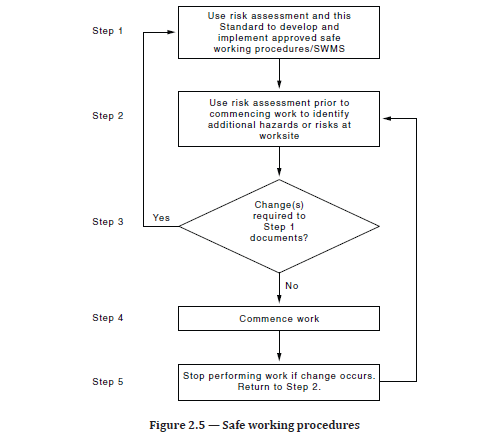 Step 1
Use risk assessment and this
Standard to develop and
implement approved safe
working procedures/SWMS
Step 2
Use risk assessment prior to
commencing work to identify
additional hazards or risks at
worksite
Step 3
Yes
Change(s)
required to
Step 1
documents?
No
Step 4
Commence work
Step 5
Stop performing work if change occurs.
Return to Step 2.
Figure 2.5 — Safe working procedures